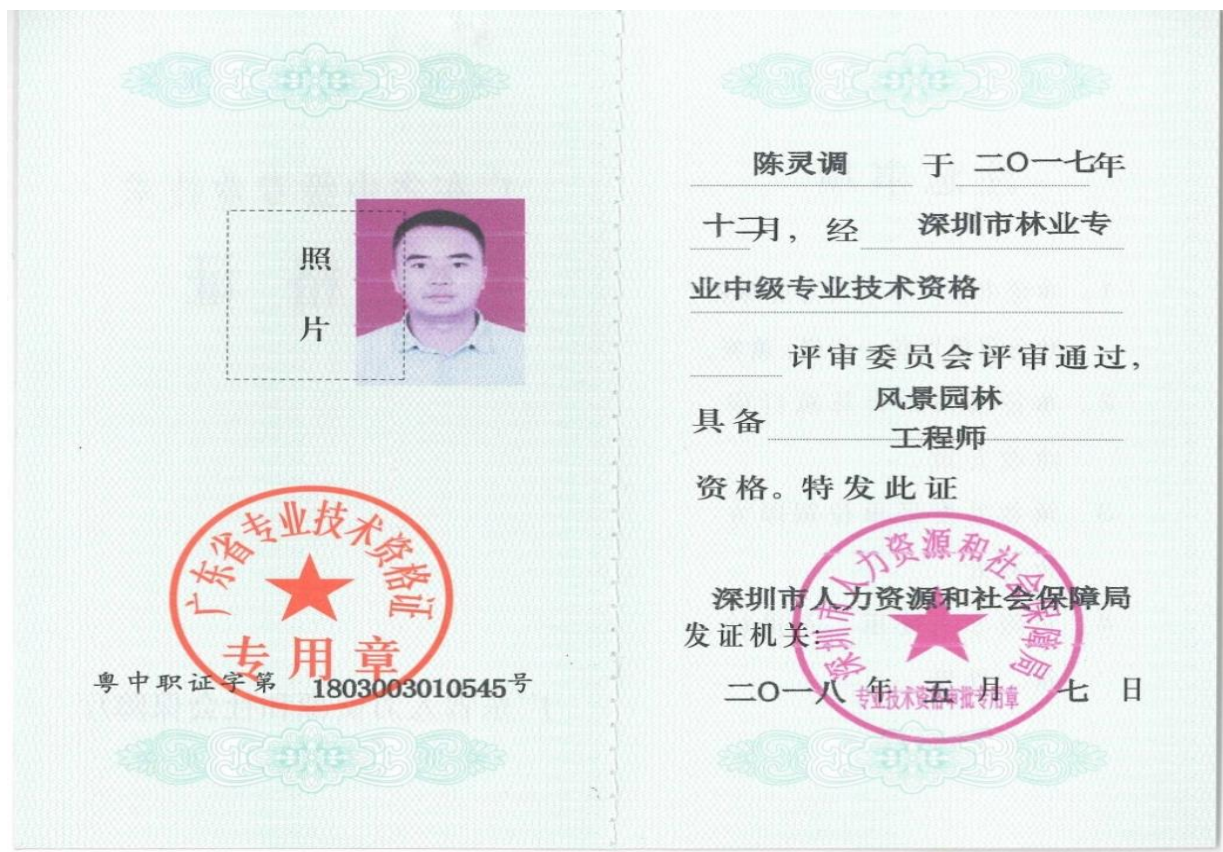 照
片
广东省专业技术资格证
专用章
粤中职证字第 1803003010545号
陈灵调 于 二〇一七年
十二月，经 深圳市林业专
业中级专业技术资格
评审委员会评审通过，
具备 风景园林
工程师
资格。特发此证
深圳市人力资源和社会保障局
深圳市人力资源和社会保障局
发证机关：
二〇一八 年 五 月 七 日
专业技术资格审批专用章